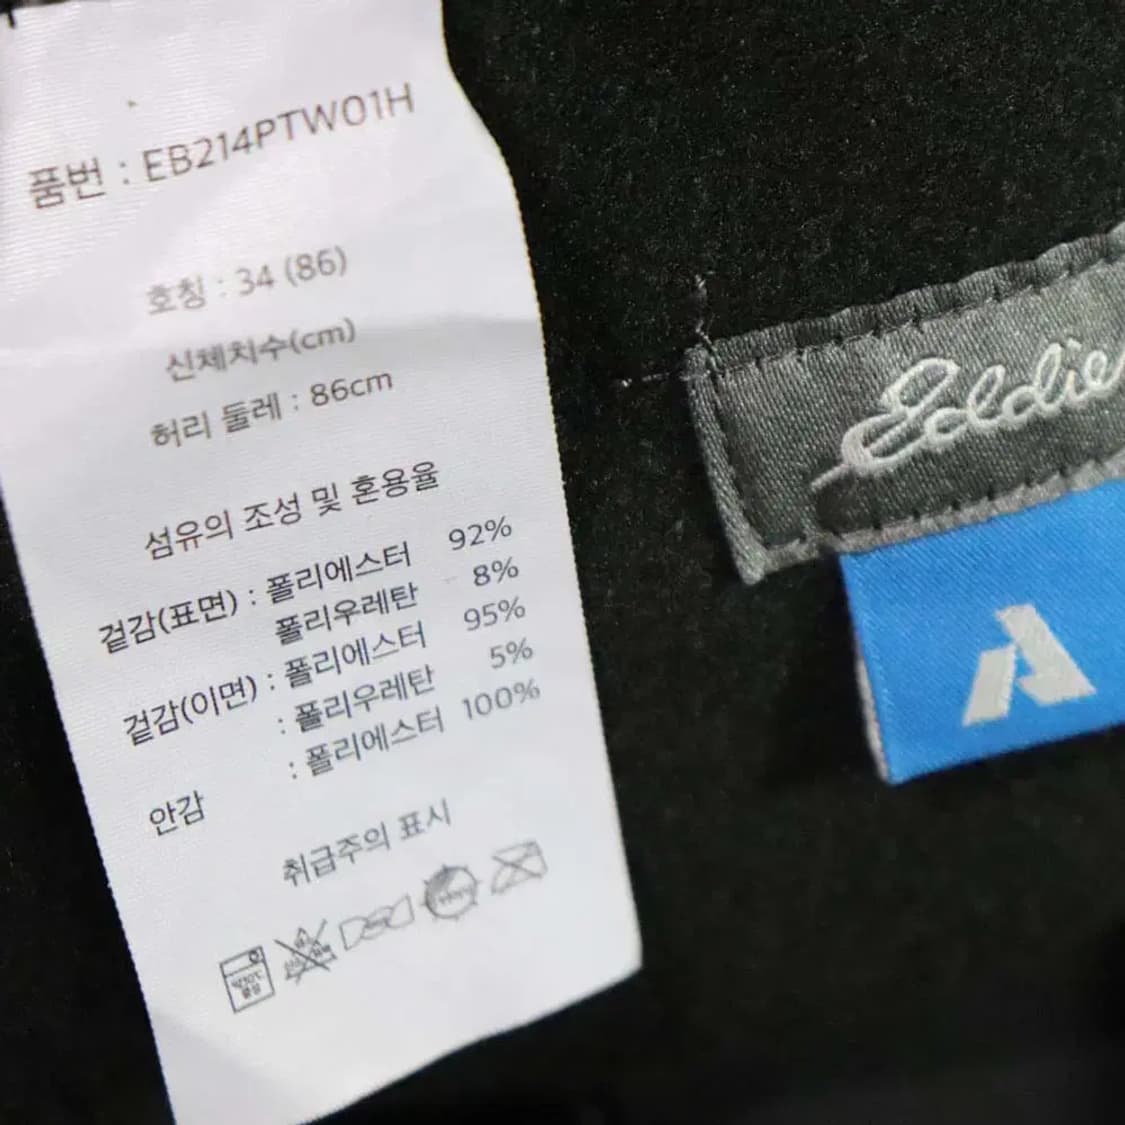 품번 : EB214PTW01H
호칭 : 34 (86)
신체치수(cm)
허리 둘레 : 86cm
섬유의 조성 및 혼용율
겉감(표면) : 폴리에스터 92%
폴리우레탄 8%
겉감(이면) : 폴리에스터 95%
: 폴리우레탄 5%
안감 : 폴리에스터 100%
취급주의 표시
Eddie